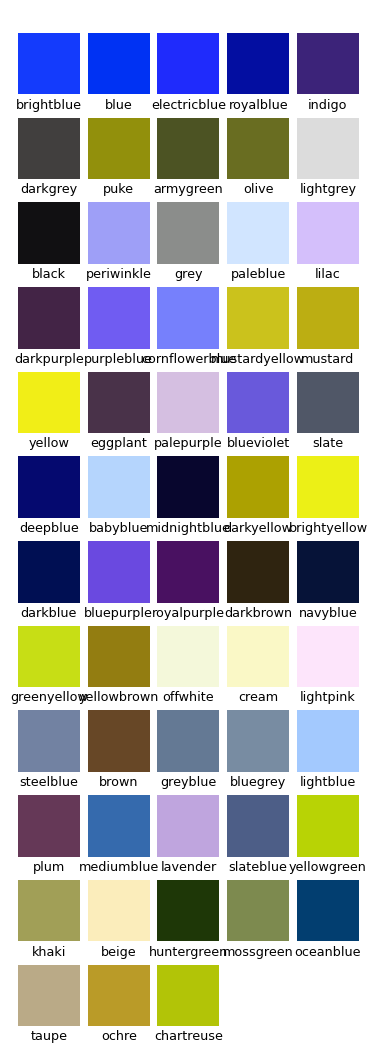 brightblue blue electricblue royalblue indigo
darkgrey puke armygreen olive lightgrey
black periwinkle grey paleblue lilac
darkpurple purpleblue cornflowerblue mustardyellow mustard
yellow eggplant palepurple blueviolet slate
deepblue babyblue midnightblue darkyellow brightyellow
darkblue bluepurple royalpurple darkbrown navyblue
greenyellow yellowbrown offwhite cream lightpink
steelblue brown greyblue bluegrey lightblue
plum mediumblue lavender slateblue yellowgreen
khaki beige huntergreen mossgreen oceanblue
taupe ochre chartreuse